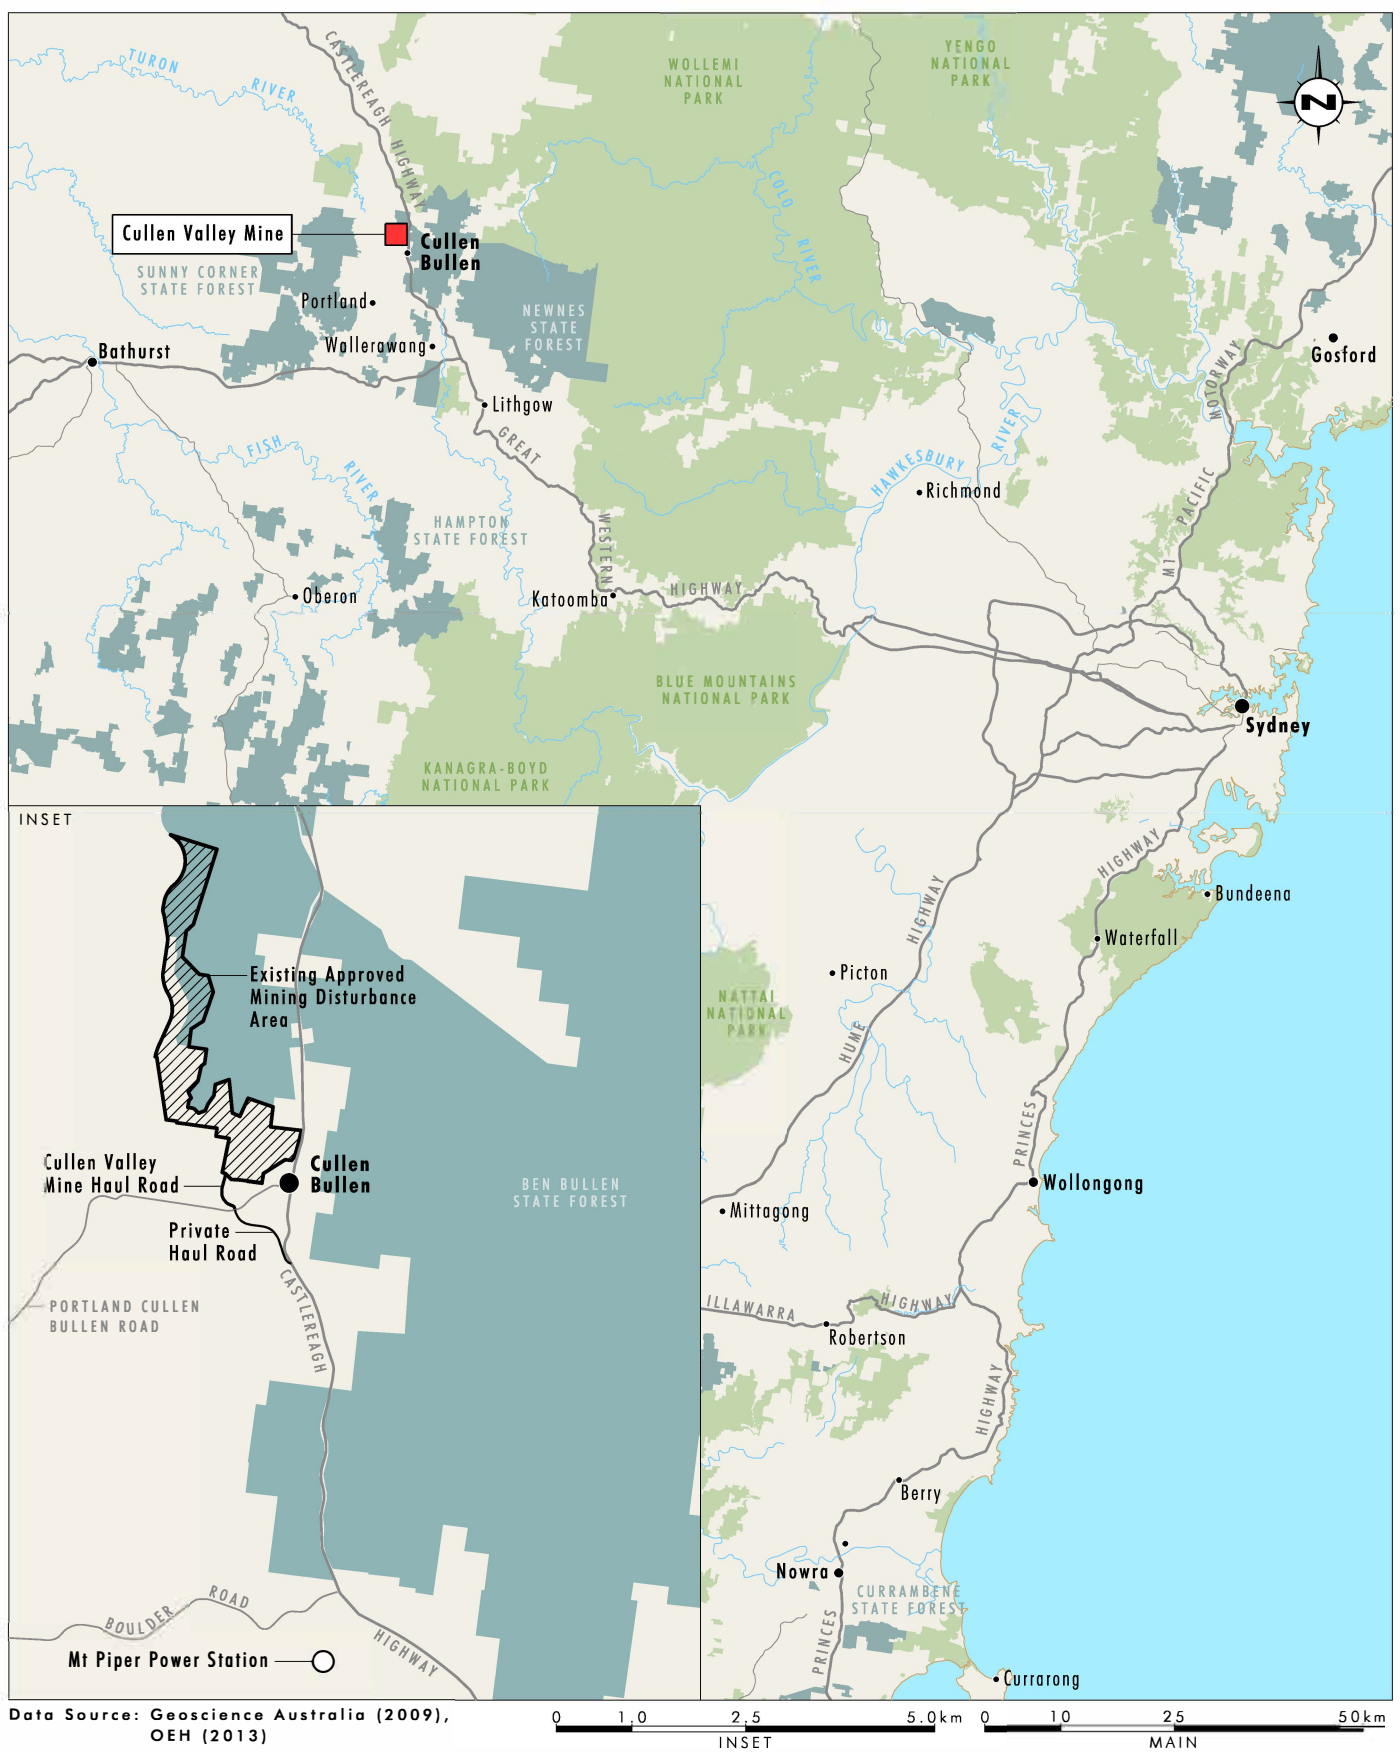 CASTLEREAGH HIGHWAY
WOLLEMI
NATIONAL
PARK
YENGO
NATIONAL
PARK
TURON
RIVER
N
COLO
RIVER
Cullen Valley Mine
Cullen
Bullen
SUNNY CORNER
STATE FOREST
Portland
NEWNES
STATE
FOREST
Wallerawang
Bathurst
Gosford
MOTORWAY
Lithgow
GREAT
FISH
RIVER
HAWKESBURY
RIVER
Richmond
PACIFIC
M1
HAMPTON
STATE FOREST
WESTERN
HIGHWAY
Oberon
Katoomba
BLUE MOUNTAINS
NATIONAL PARK
Sydney
KANAGRA-BOYD
NATIONAL PARK
INSET
HIGHWAY
Bundeena
Waterfall
HIGHWAY
Existing Approved
Mining Disturbance
Area
Picton
NATTAI
NATIONAL
PARK
HUME
PRINCES
Cullen Valley
Mine Haul Road
Cullen
Bullen
BEN BULLEN
STATE FOREST
Wollongong
Mittagong
Private
Haul Road
CASTLEREAGH
PORTLAND CULLEN
BULLEN ROAD
ILLAWARRA
HIGHWAY
Robertson
HIGHWAY
Berry
Nowra
CURRAMBENE
STATE FOREST
PRINCES
BOULDER
ROAD
HIGHWAY
Mt Piper Power Station
Currarong
Data Source: Geoscience Australia (2009),
OEH (2013)
0 1.0 2.5 5.0km
INSET
0 10 25 50km
MAIN